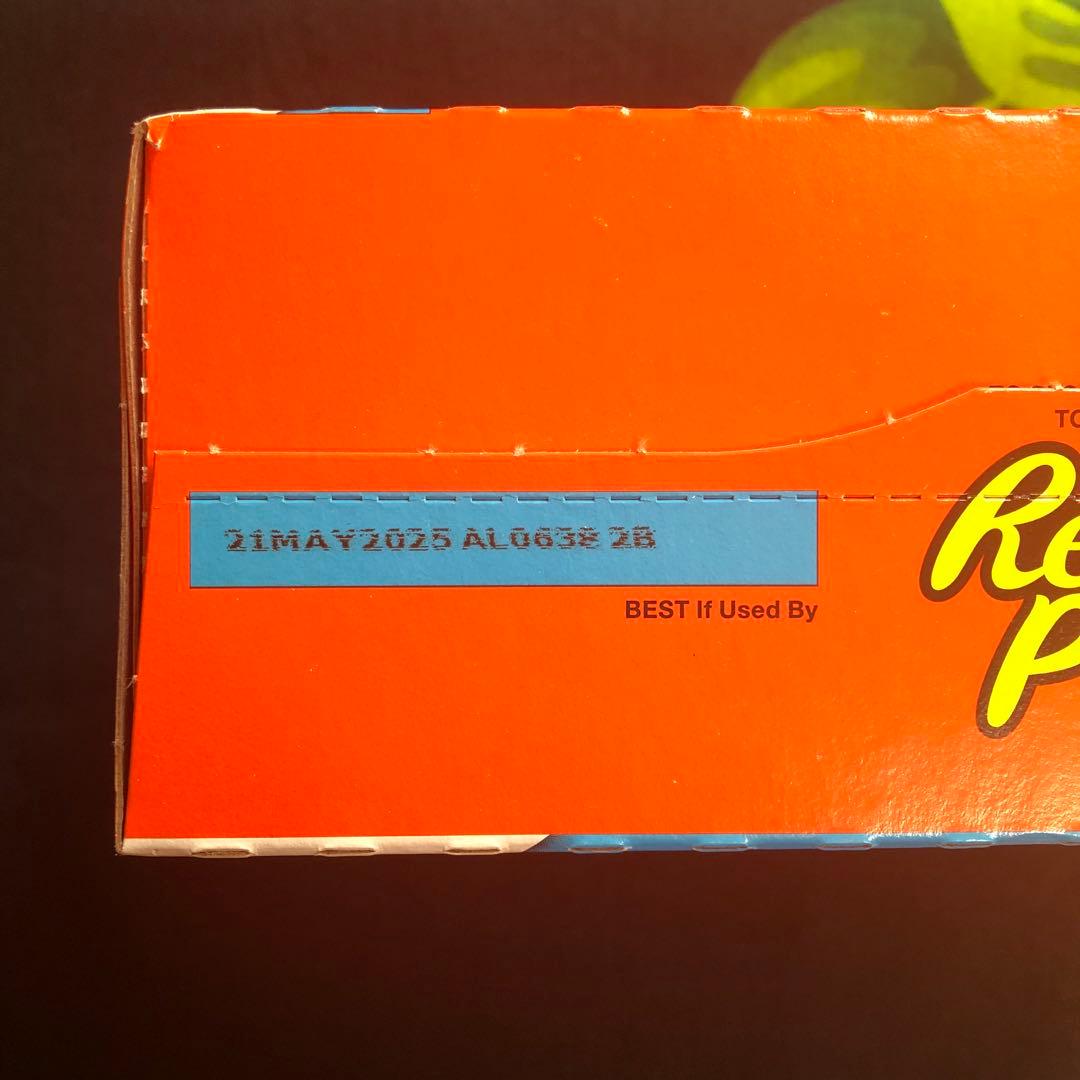 21MAY2025 AL0638 2B
BEST If Used By